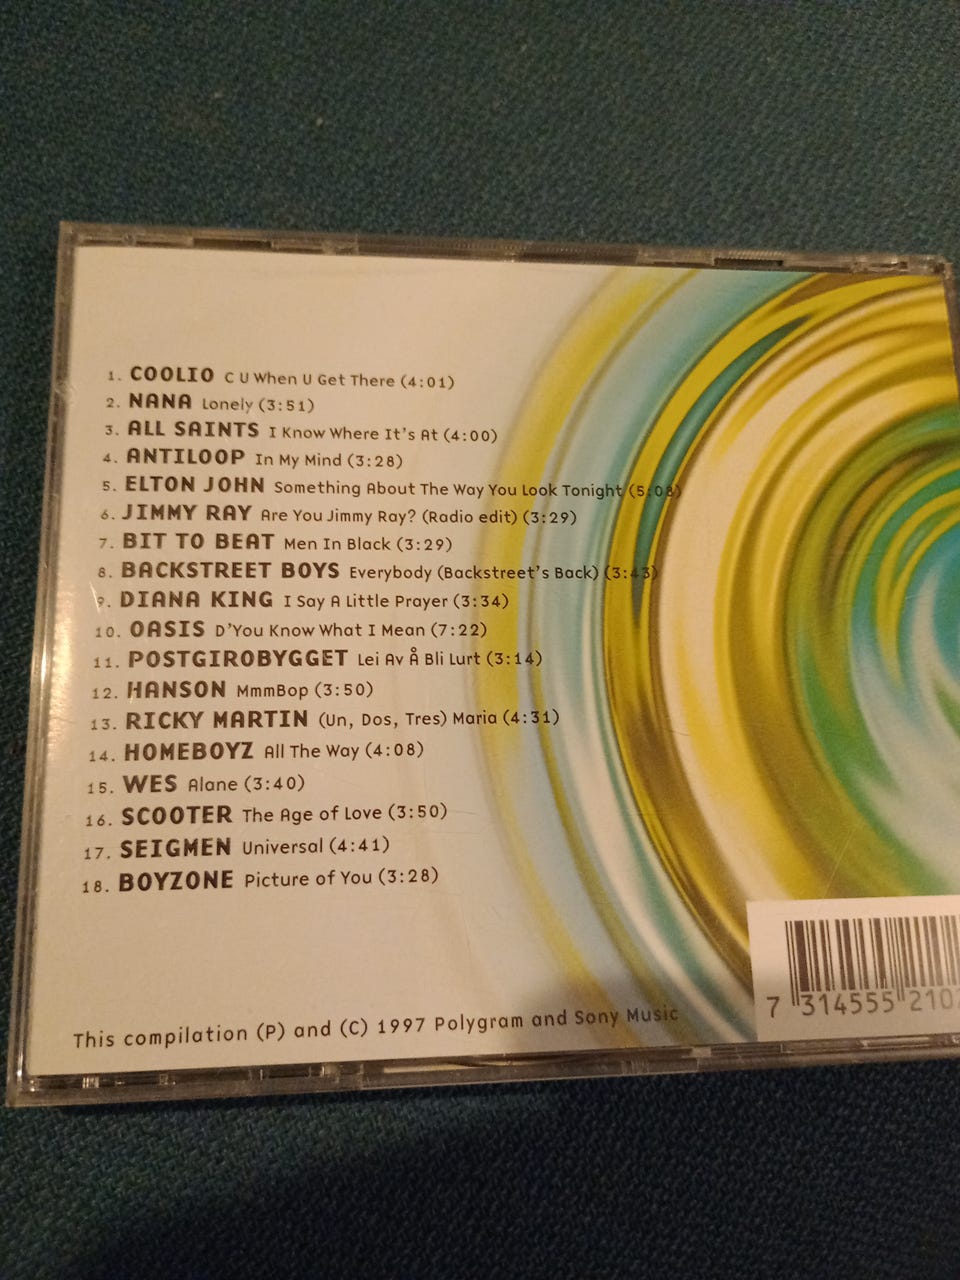 1. COOLIO C U When U Get There (4:01)
2. NANA Lonely (3:51)
3. ALL SAINTS I Know Where It's At (4:00)
4. ANTILOOP In My Mind (3:28)
5. ELTON JOHN Something About The Way You Look Tonight (5:08)
6. JIMMY RAY Are You Jimmy Ray? (Radio edit) (3:29)
7. BIT TO BEAT Men In Black (3:29)
8. BACKSTREET BOYS Everybody (Backstreet's Back) (3:43)
9. DIANA KING I Say A Little Prayer (3:34)
10. OASIS D'You Know What I Mean (7:22)
11. POSTGIROBYGGET Lei Av Å Bli Lurt (3:14)
12. HANSON MmmBop (3:50)
13. RICKY MARTIN (Un, Dos, Tres) Maria (4:31)
14. HOMEBOYZ All The Way (4:08)
15. WES Alane (3:40)
16. SCOOTER The Age of Love (3:50)
17. SEIGMEN Universal (4:41)
18. BOYZONE Picture of You (3:28)
7 314555 210
This compilation (P) and (C) 1997 Polygram and Sony Music